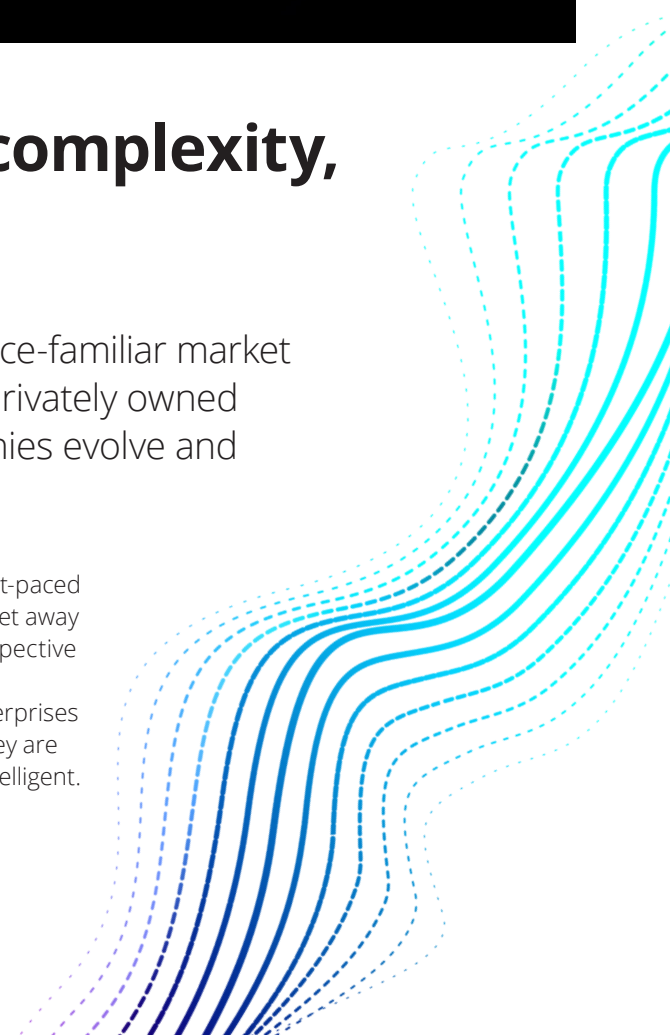 complexity,
ce-familiar market
rivately owned
nies evolve and
t-paced
et away
pective
erprises
ey are
elligent.